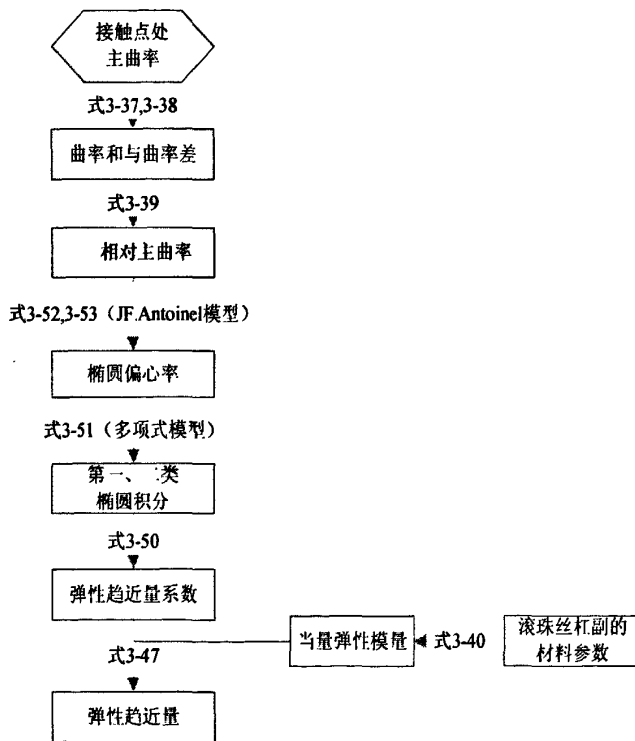 接触点处
主曲率
式3-37,3-38
曲率和与曲率差
式3-39
相对主曲率
式3-52,3-53（JF.Antoinel模型）
椭圆偏心率
式3-51（多项式模型）
第一、二类
椭圆积分
式3-50
弹性趋近量系数
当量弹性模量
式3-40
滚珠丝杠副的
材料参数
式3-47
弹性趋近量